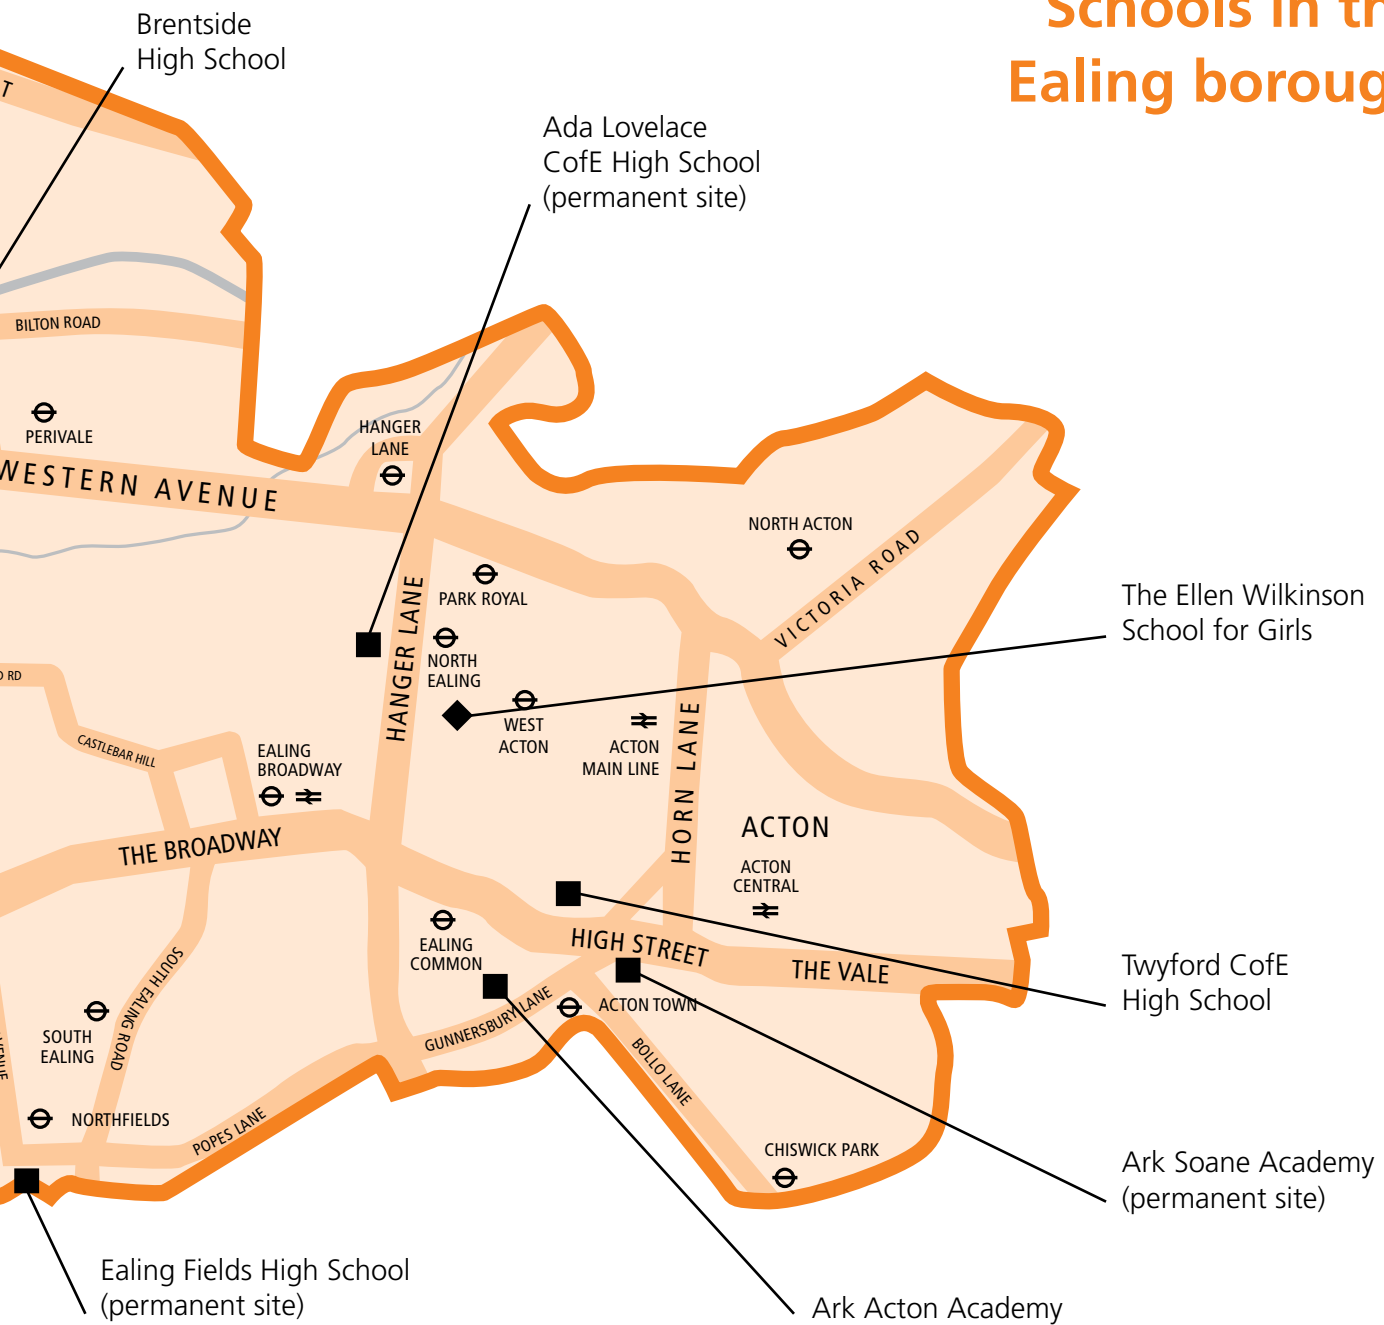 Schools in th
Ealing boroug
Brentside
High School
T
Ada Lovelace
CofE High School
(permanent site)
BILTON ROAD
PERIVALE
HANGER
LANE
WESTERN AVENUE
NORTH ACTON
VICTORIA ROAD
PARK ROYAL
HANGER LANE
The Ellen Wilkinson
School for Girls
NORTH
EALING
D RD
WEST
ACTON
ACTON
MAIN LINE
HORN LANE
CASTLEBAR HILL
EALING
BROADWAY
THE BROADWAY
ACTON
ACTON
CENTRAL
EALING
COMMON
HIGH STREET
THE VALE
Twyford CofE
High School
SOUTH EALING ROAD
GUNNERSBURY LANE
ACTON TOWN
SOUTH
EALING
VENUE
BOLLO LANE
NORTHFIELDS
POPES LANE
CHISWICK PARK
Ark Soane Academy
(permanent site)
Ealing Fields High School
(permanent site)
Ark Acton Academy